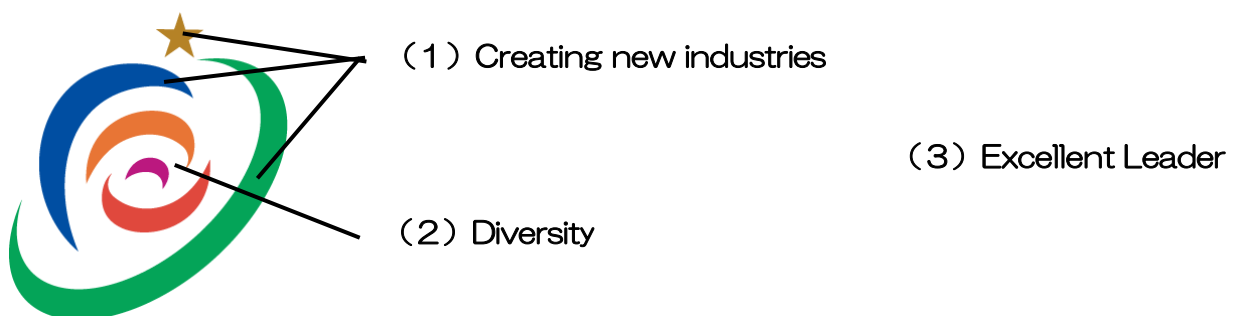 （1）Creating new industries
（3）Excellent Leader
（2）Diversity